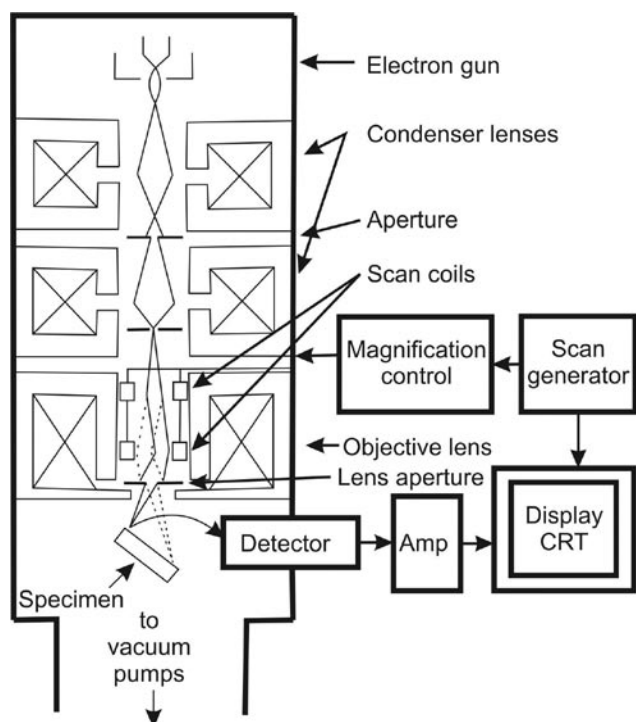 Electron gun
Condenser lenses
Aperture
Scan coils
Magnification
control
Scan
generator
Objective lens
Lens aperture
Detector
Amp
Display
CRT
Specimen
to
vacuum
pumps